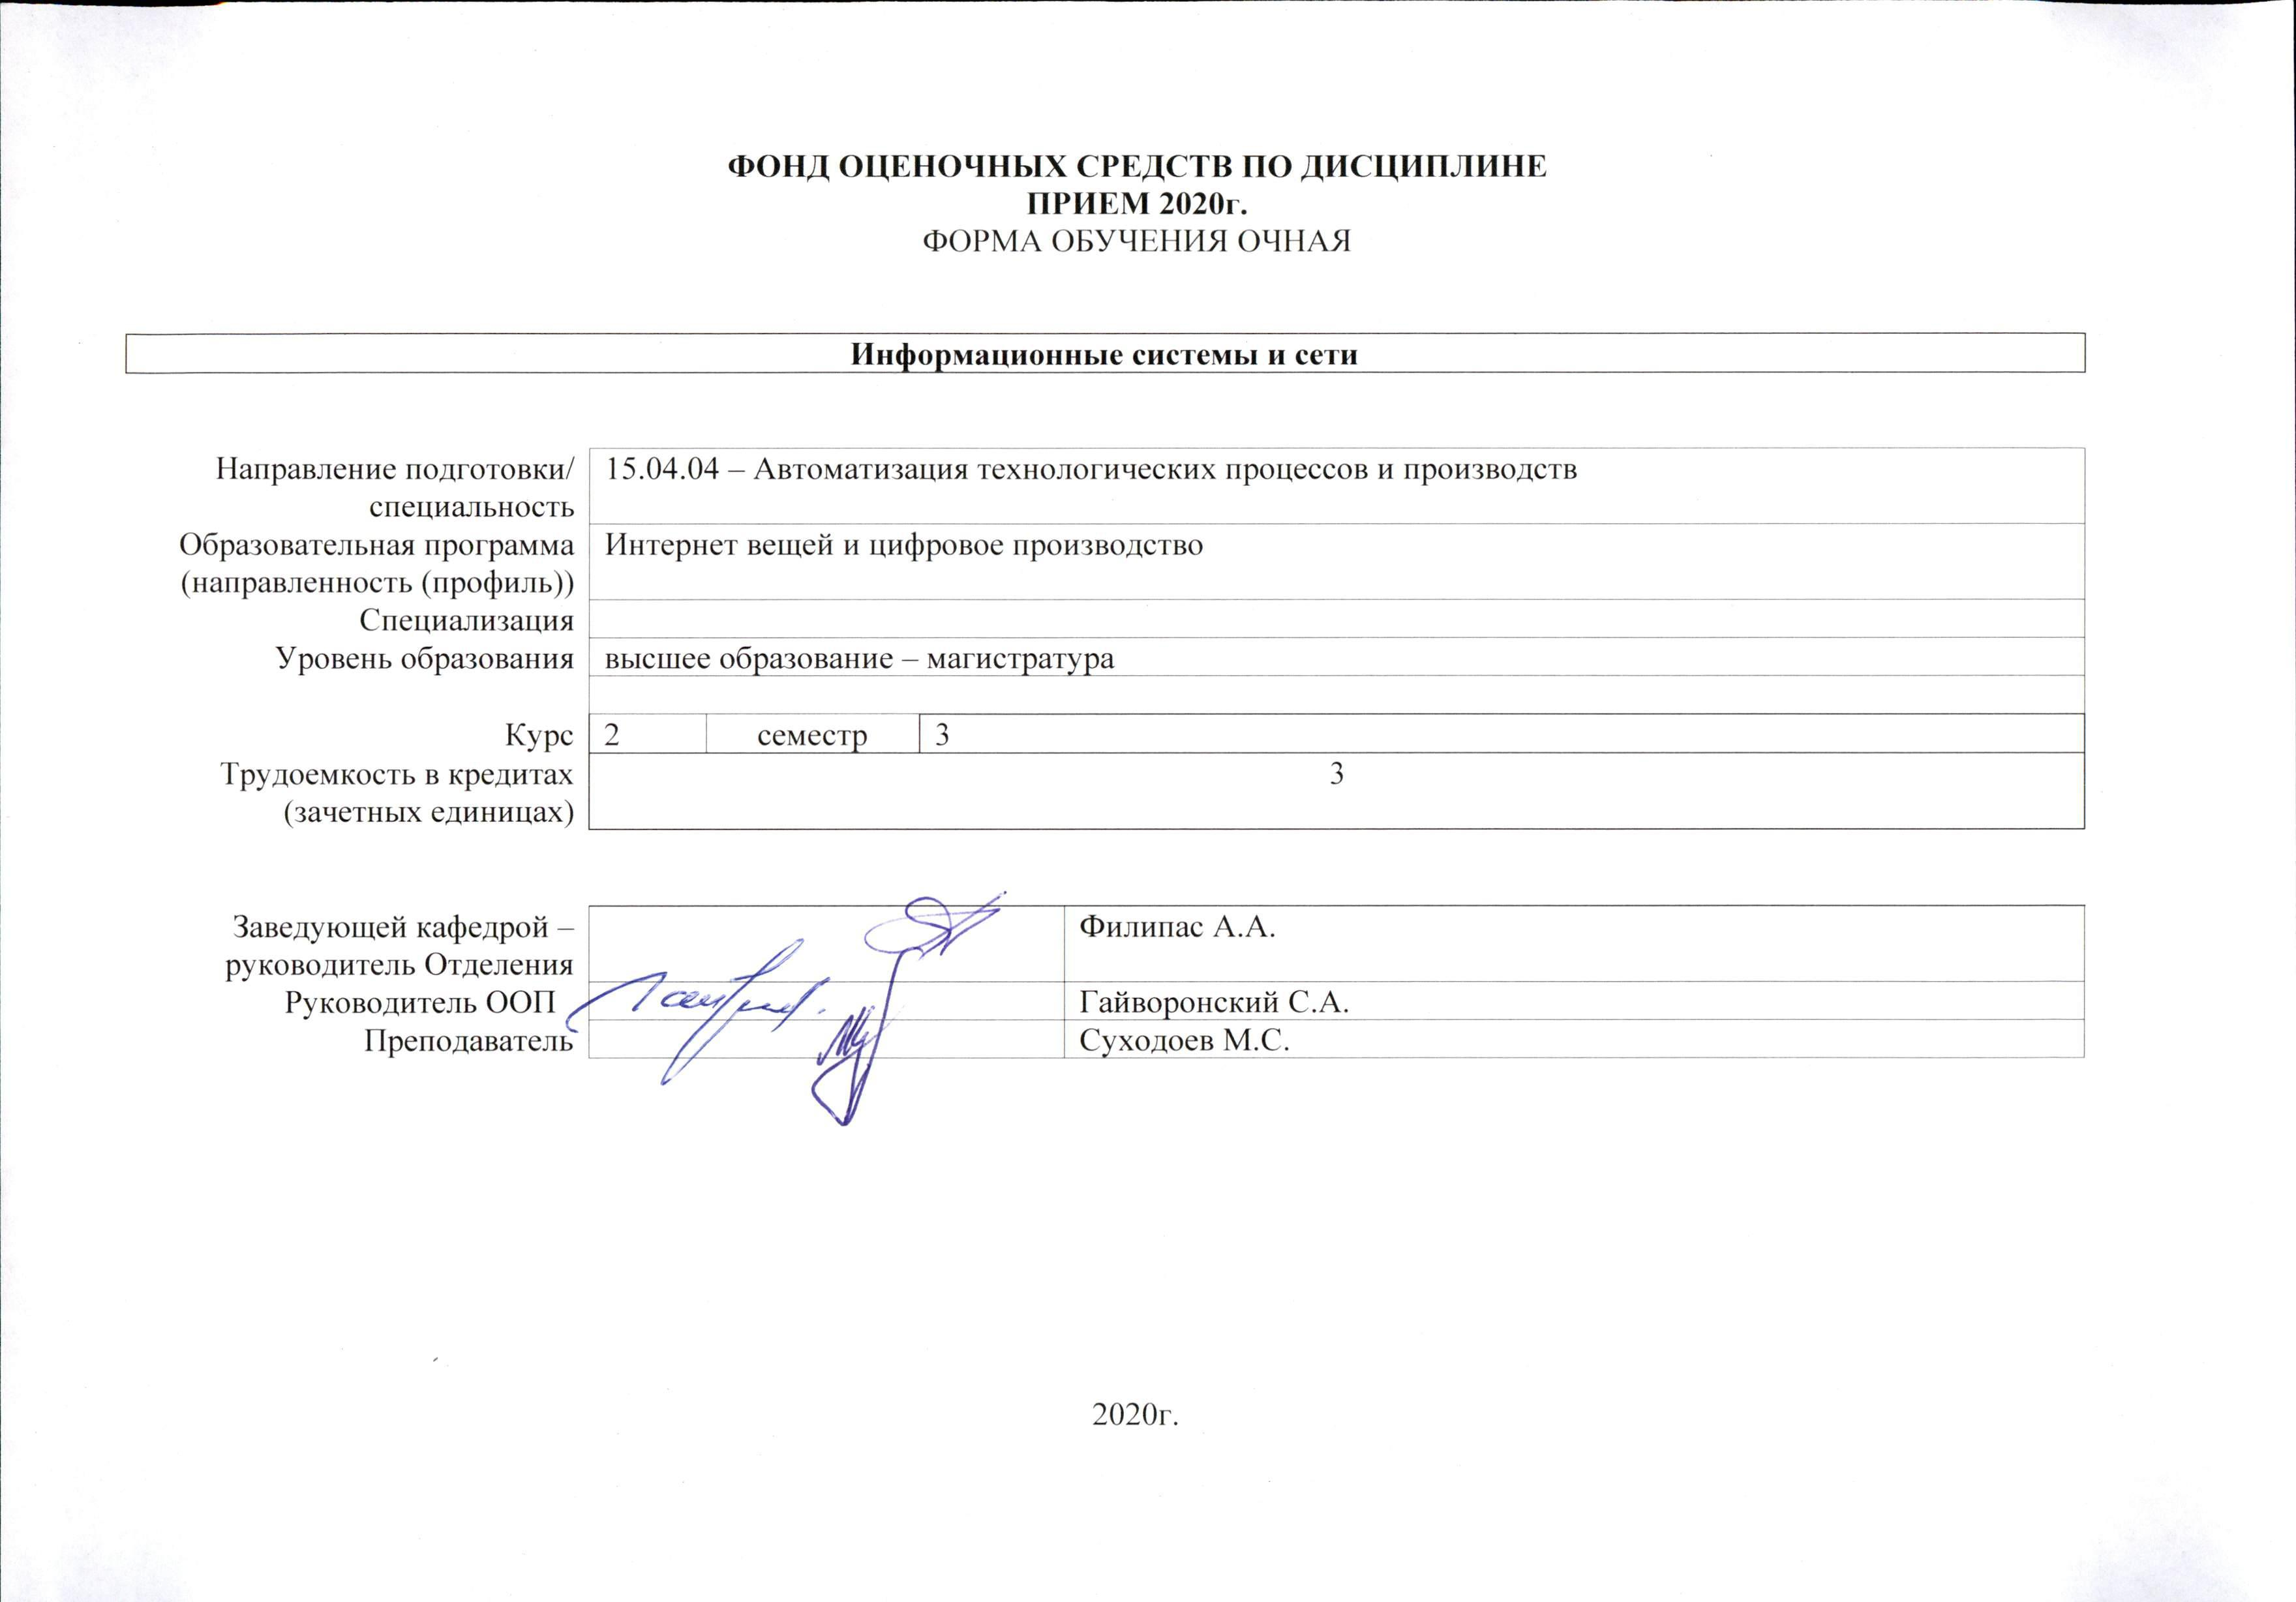 ФОНД ОЦЕНОЧНЫХ СРЕДСТВ ПО ДИСЦИПЛИНЕ
ПРИЕМ 2020г.
ФОРМА ОБУЧЕНИЯ ОЧНАЯ
Информационные системы и сети
Направление подготовки/ 15.04.04 – Автоматизация технологических процессов и производств
специальность
Образовательная программа Интернет вещей и цифровое производство
(направленность (профиль))
Специализация
Уровень образования высшее образование – магистратура
Курс 2 семестр 3
Трудоемкость в кредитах 3
(зачетных единицах)
Заведующей кафедрой – Филипас А.А.
руководитель Отделения
Руководитель ООП Гайворонский С.А.
Преподаватель Суходоев М.С.
2020г.